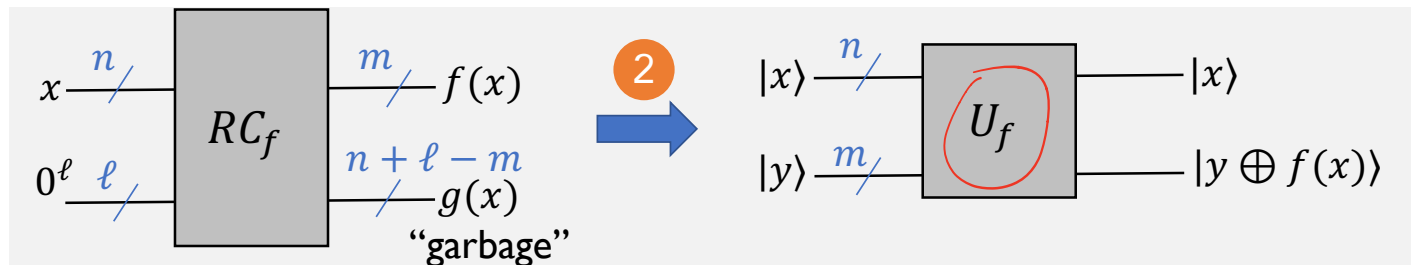 n m 2 n
x f(x) |x⟩ |x⟩
RC_f U_f
0^ℓ ℓ n + ℓ − m |y⟩ m |y ⊕ f(x)⟩
g(x)
“garbage”